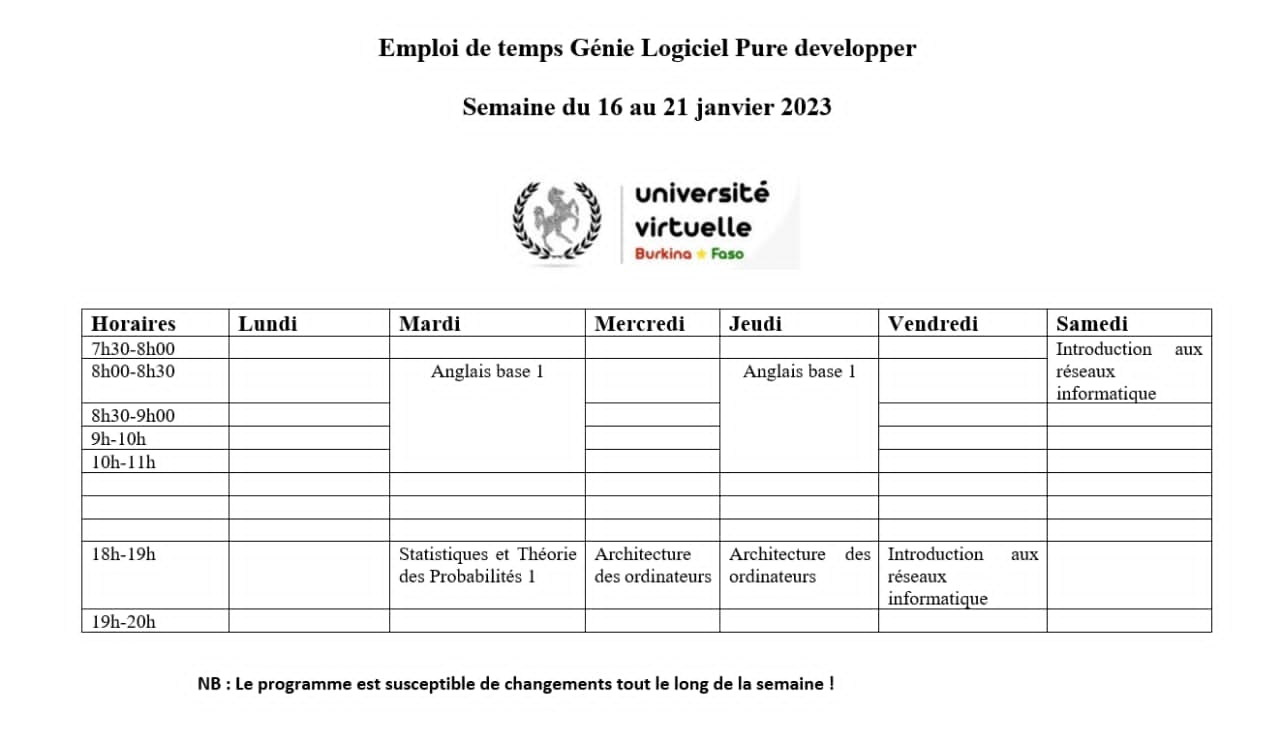 Emploi de temps Génie Logiciel Pure developper
Semaine du 16 au 21 janvier 2023
université
virtuelle
Burkina Faso
Horaires Lundi Mardi Mercredi Jeudi Vendredi Samedi
7h30-8h00 Introduction aux
8h00-8h30 Anglais base 1 Anglais base 1 réseaux
informatique
8h30-9h00
9h-10h
10h-11h
18h-19h Statistiques et Théorie Architecture Architecture des Introduction aux
des Probabilités 1 des ordinateurs ordinateurs réseaux
informatique
19h-20h
NB : Le programme est susceptible de changements tout le long de la semaine !